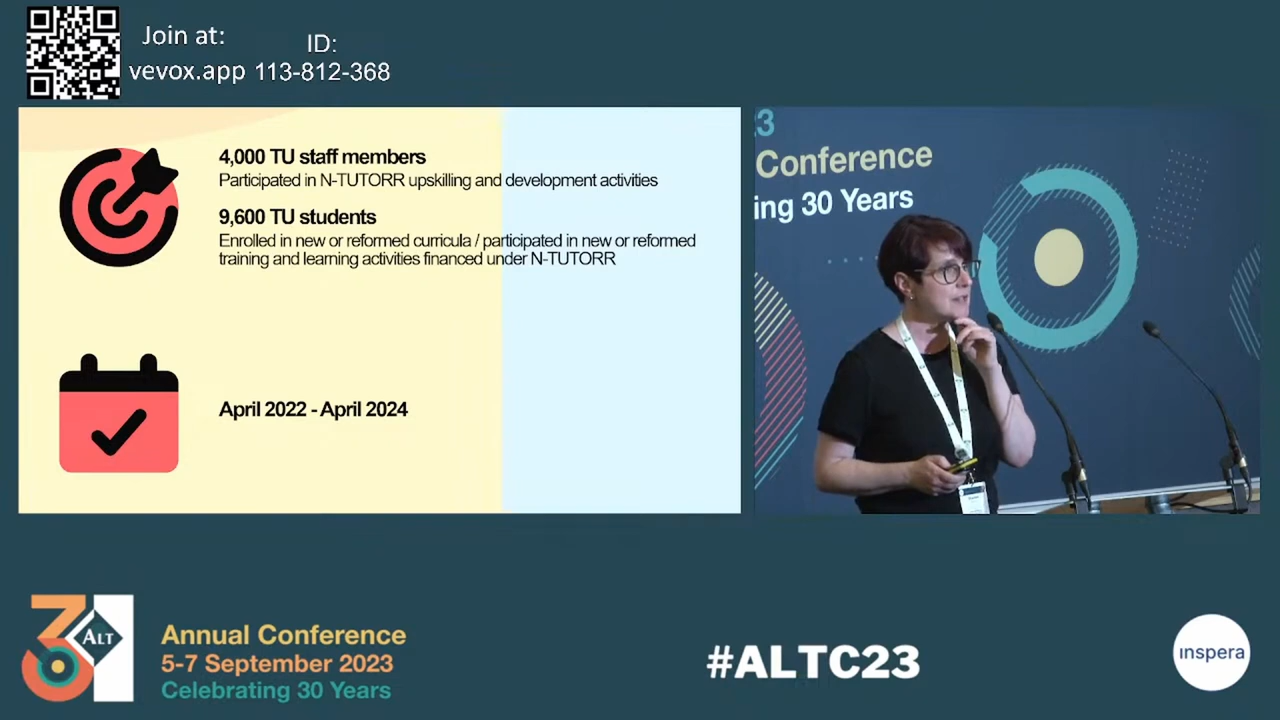 Join at:
ID:
vevox.app 113-812-368
4,000 TU staff members
Participated in N-TUTORR upskilling and development activities
9,600 TU students
Enrolled in new or reformed curricula / participated in new or reformed
training and learning activities financed under N-TUTORR
April 2022 - April 2024
23
Conference
ing 30 Years
30
ALT
Annual Conference
5-7 September 2023
Celebrating 30 Years
#ALTC23
inspera